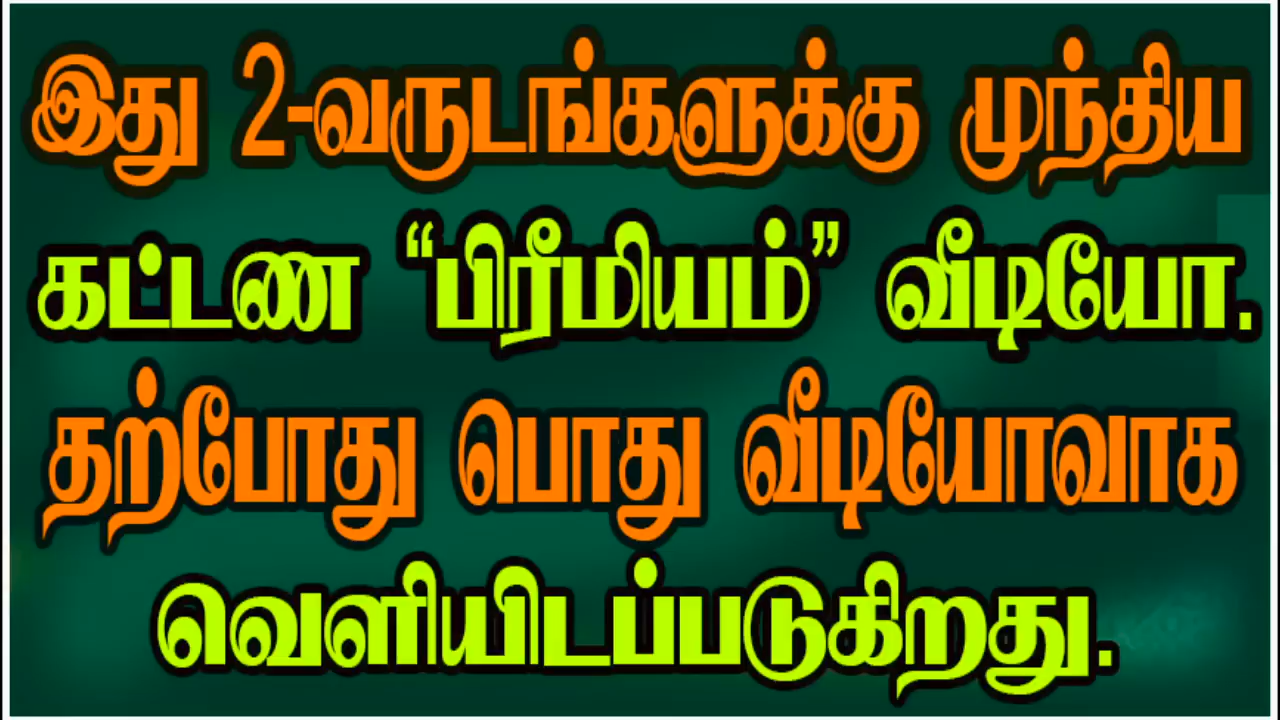 இது 2-வருடங்களுக்கு முந்திய
கட்டண “பிரீமியம்” வீடியோ.
தற்போது பொது வீடியோவாக
வெளியிடப்படுகிறது.